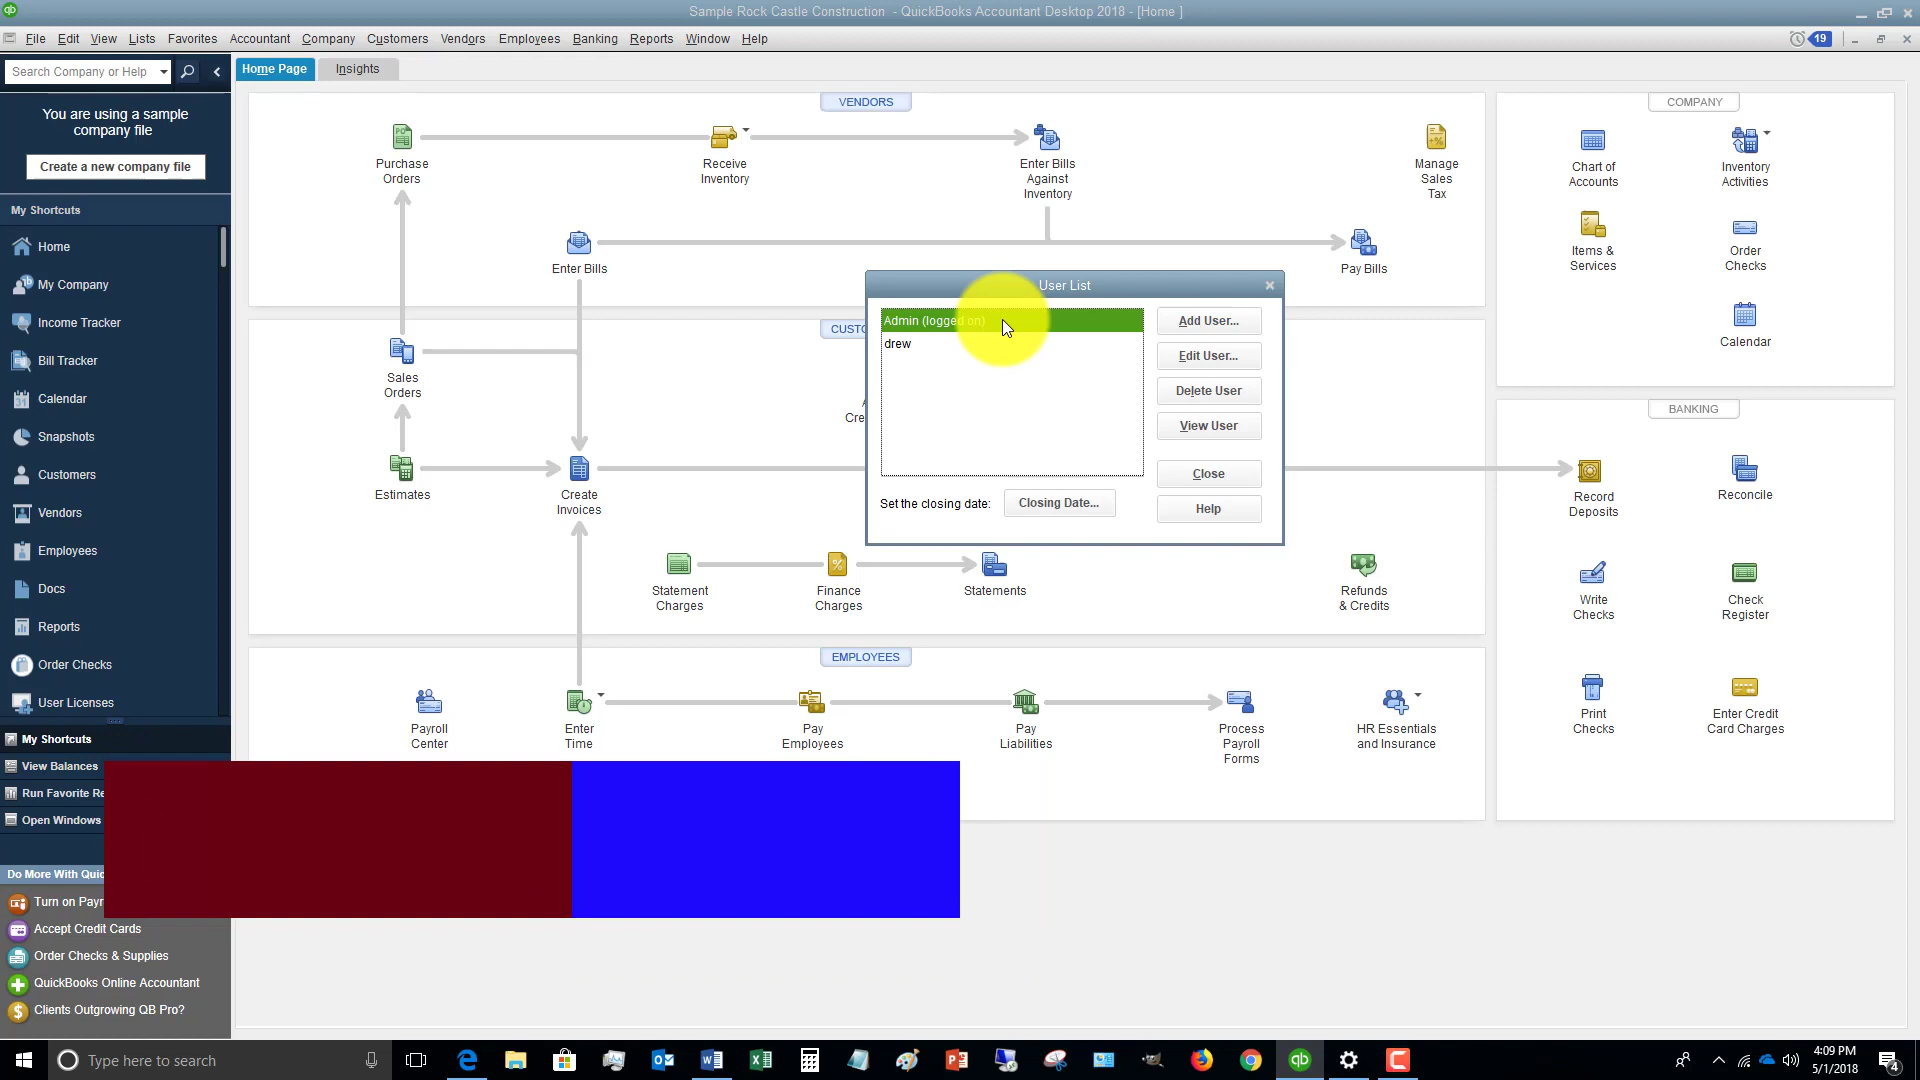 Sample Rock Castle Construction - QuickBooks Accountant Desktop 2018 - [Home ]
File Edit View Lists Favorites Accountant Company Customers Vendors Employees Banking Reports Window Help
19
Search Company or Help
Home Page
Insights
You are using a sample
company file
Create a new company file
My Shortcuts
Home
My Company
Income Tracker
Bill Tracker
Calendar
Snapshots
Customers
Vendors
Employees
Docs
Reports
Order Checks
User Licenses
My Shortcuts
View Balances
Run Favorite Re
Open Windows
Do More With Quic
Turn on Payr
Accept Credit Cards
Order Checks & Supplies
QuickBooks Online Accountant
Clients Outgrowing QB Pro?
VENDORS
Purchase
Orders
Receive
Inventory
Enter Bills
Against
Inventory
Manage
Sales
Tax
Enter Bills
Pay Bills
CUSTO
Sales
Orders
Estimates
Create
Invoices
A
Cre
Statement
Charges
Finance
Charges
Statements
Refunds
& Credits
EMPLOYEES
Payroll
Center
Enter
Time
Pay
Employees
Pay
Liabilities
Process
Payroll
Forms
HR Essentials
and Insurance
COMPANY
Chart of
Accounts
Inventory
Activities
Items &
Services
Order
Checks
Calendar
BANKING
Record
Deposits
Reconcile
Write
Checks
Check
Register
Print
Checks
Enter Credit
Card Charges
User List
Admin (logged on)
drew
Add User...
Edit User...
Delete User
View User
Close
Help
Set the closing date:
Closing Date...
Type here to search
4:09 PM
5/1/2018
4